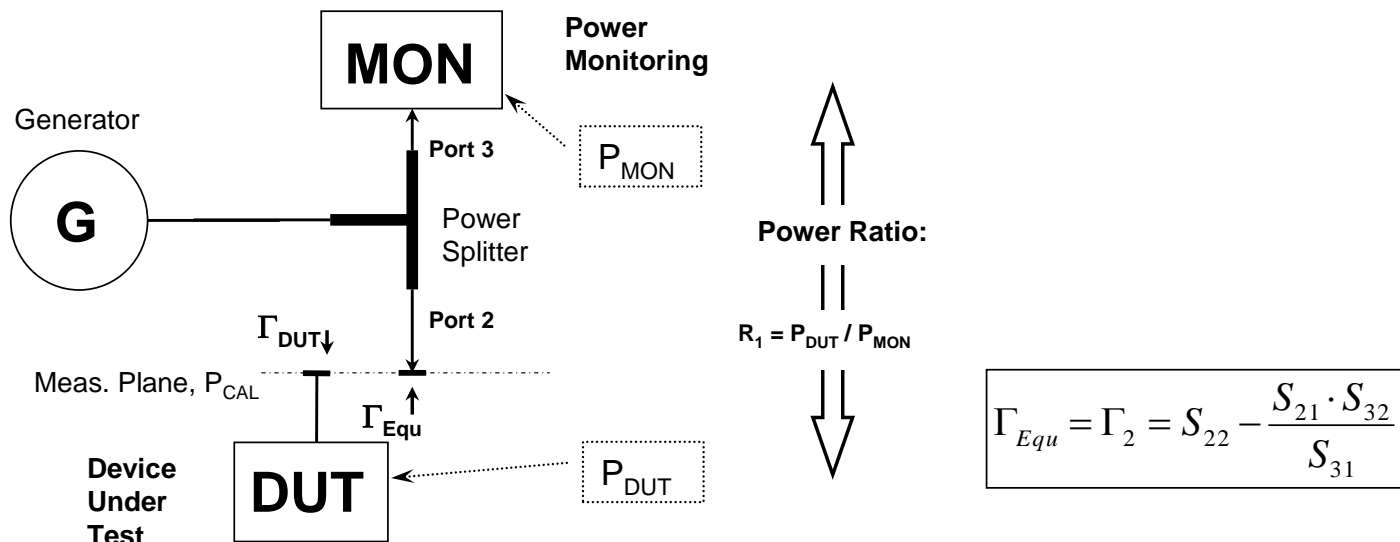 Power
Monitoring
MON
Generator
Port 3
P_MON
G
Power
Splitter
Power Ratio:
Port 2
Γ_DUT
R_1 = P_DUT / P_MON
Meas. Plane, P_CAL
Γ_Equ
Γ_Equ = Γ_2 = S_22 − S_21 · S_32 / S_31
Device
Under
Test
DUT
P_DUT